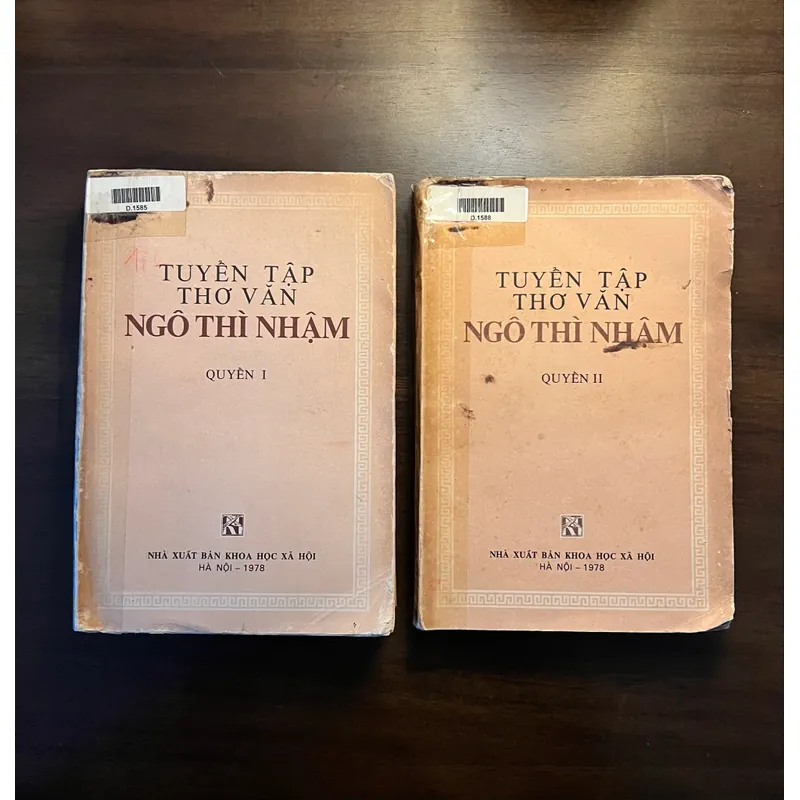 D.1585
TUYỂN TẬP
THƠ VĂN
NGÔ THÌ NHẬM
QUYỂN I
NHÀ XUẤT BẢN KHOA HỌC XÃ HỘI
HÀ NỘI – 1978
D.1588
TUYỂN TẬP
THƠ VĂN
NGÔ THÌ NHẬM
QUYỂN II
NHÀ XUẤT BẢN KHOA HỌC XÃ HỘI
HÀ NỘI – 1978